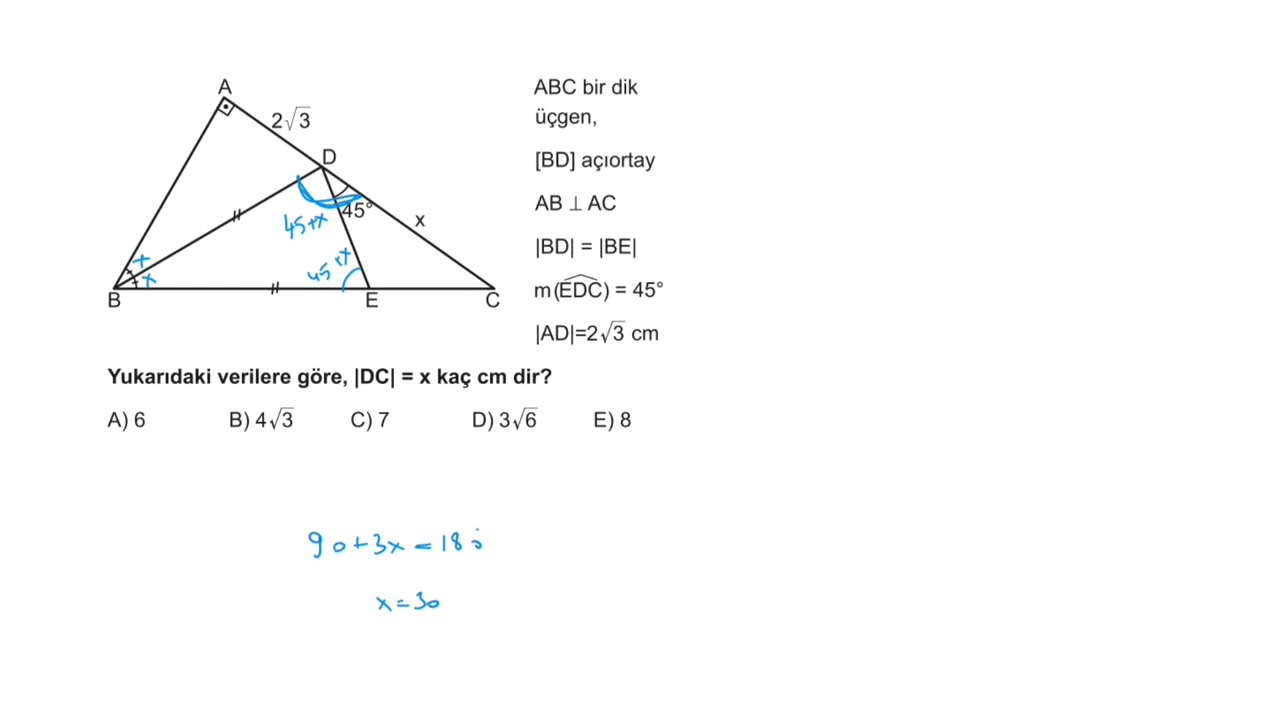 A
2√3
D
45°
45+x
x
45+x
x
x
B
E
C
ABC bir dik
üçgen,
[BD] açıortay
AB ⊥ AC
|BD| = |BE|
m(EDC) = 45°
|AD|=2√3 cm
Yukarıdaki verilere göre, |DC| = x kaç cm dir?
A) 6 B) 4√3 C) 7 D) 3√6 E) 8
90+3x=180
x=30